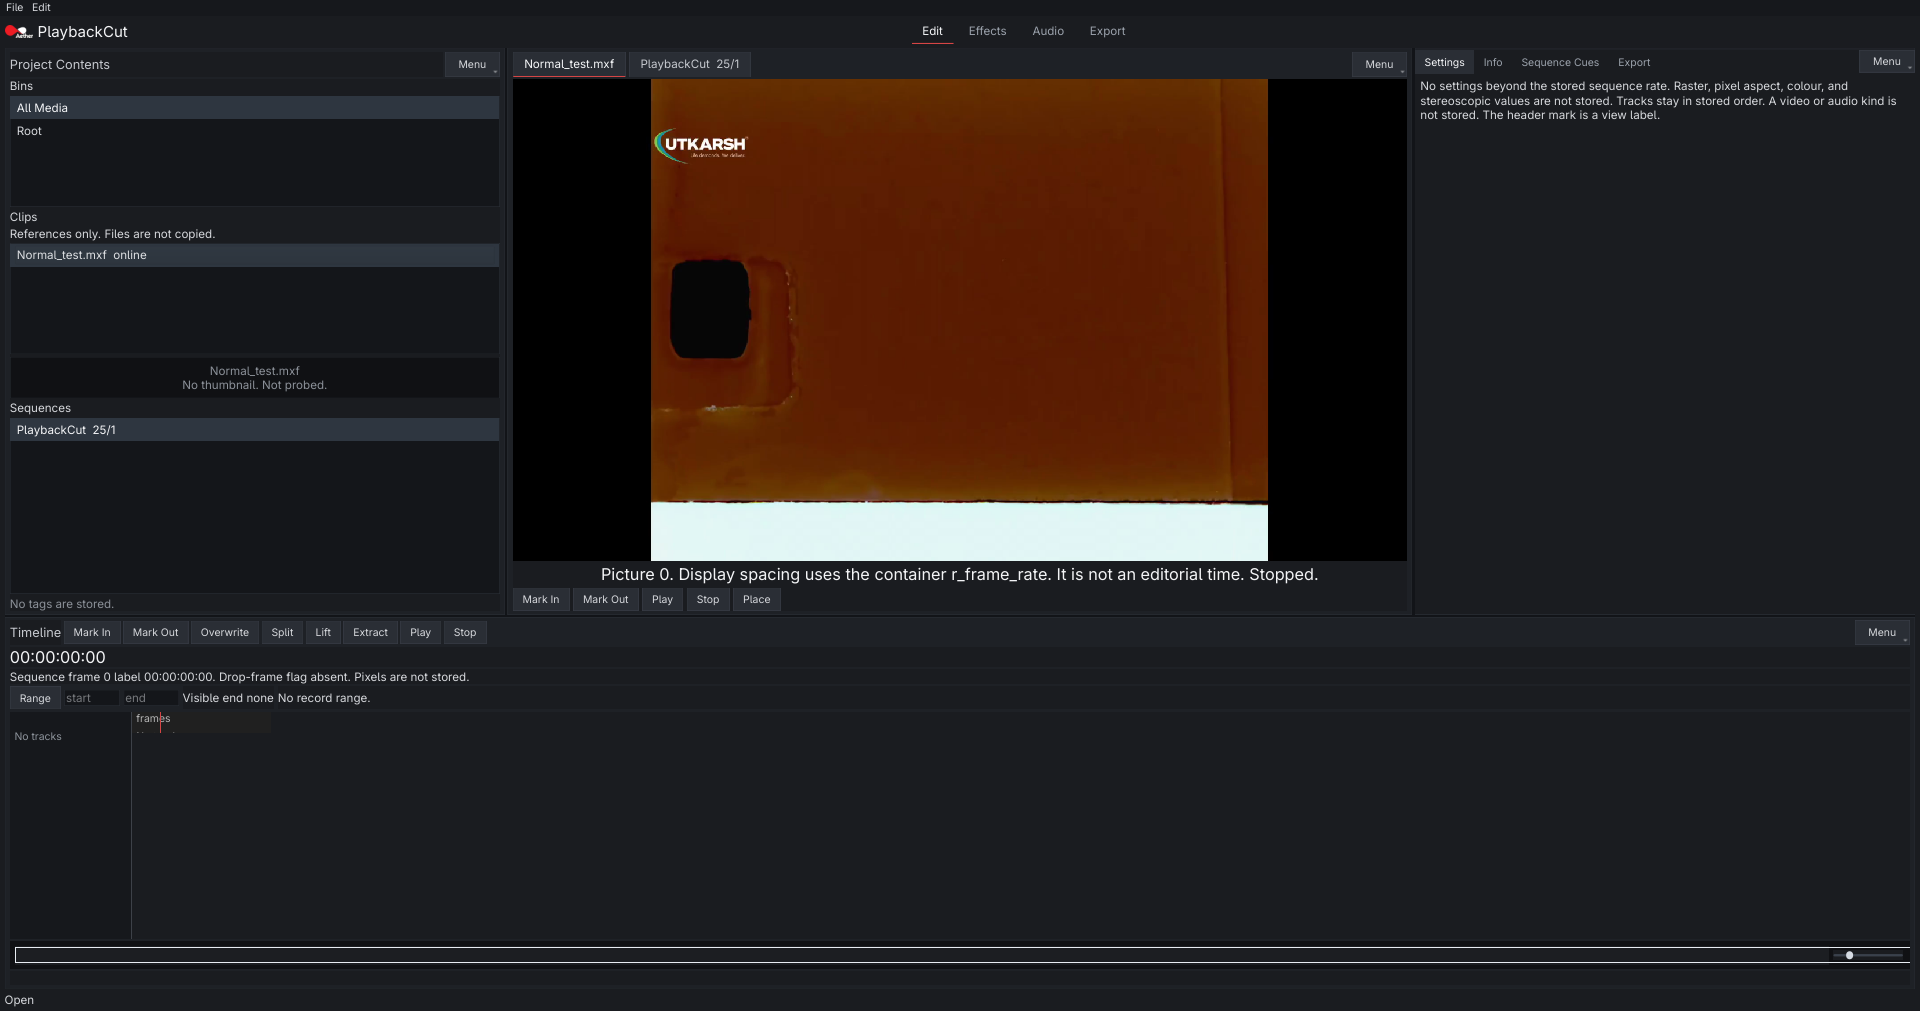 File Edit
Aether PlaybackCut
Edit Effects Audio Export
Project Contents Menu
Bins
All Media
Root
Clips
References only. Files are not copied.
Normal_test.mxf online
Normal_test.mxf
No thumbnail. Not probed.
Sequences
PlaybackCut 25/1
No tags are stored.
Normal_test.mxf PlaybackCut 25/1 Menu
UTKARSH
Picture 0. Display spacing uses the container r_frame_rate. It is not an editorial time. Stopped.
Mark In Mark Out Play Stop Place
Settings Info Sequence Cues Export Menu
No settings beyond the stored sequence rate. Raster, pixel aspect, colour, and
stereoscopic values are not stored. Tracks stay in stored order. A video or audio kind is
not stored. The header mark is a view label.
Timeline Mark In Mark Out Overwrite Split Lift Extract Play Stop Menu
00:00:00:00
Sequence frame 0 label 00:00:00:00. Drop-frame flag absent. Pixels are not stored.
Range start end Visible end none No record range.
frames
No tracks
Open